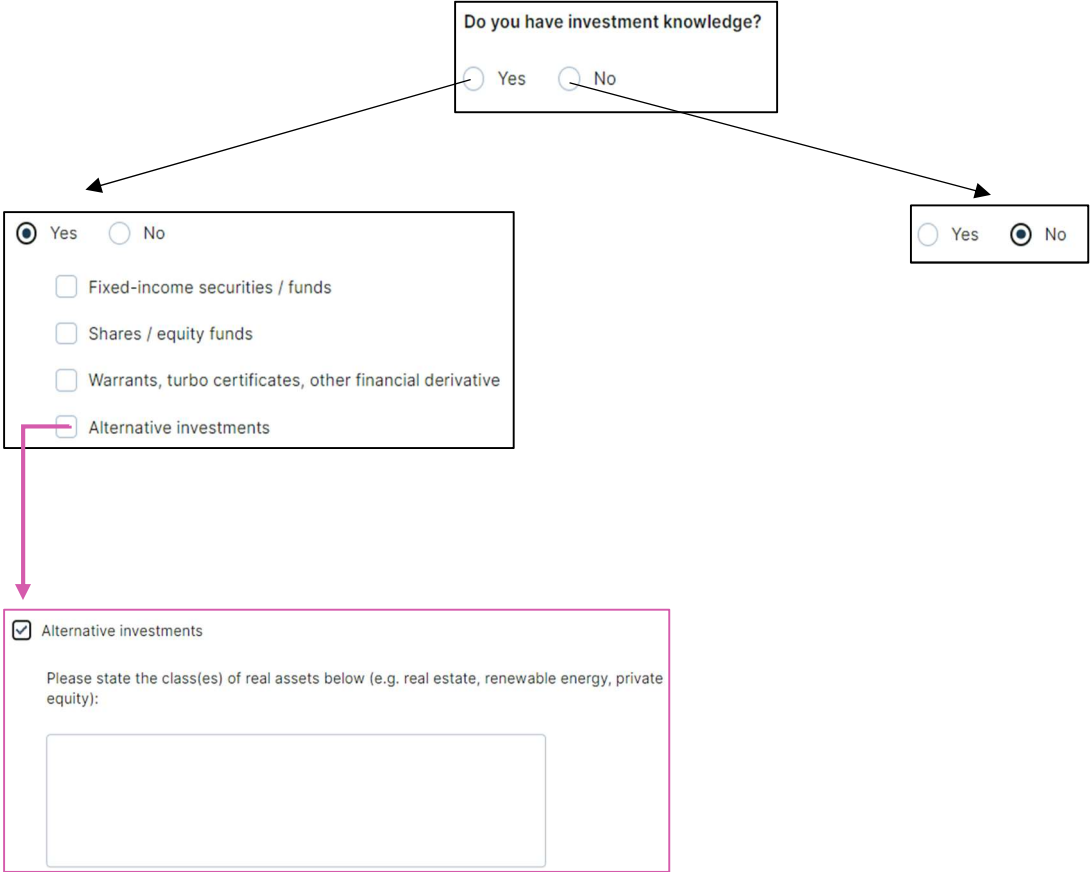 Do you have investment knowledge?
Yes No
Yes No
Yes No
Fixed-income securities / funds
Shares / equity funds
Warrants, turbo certificates, other financial derivative
Alternative investments
Alternative investments
Please state the class(es) of real assets below (e.g. real estate, renewable energy, private
equity):